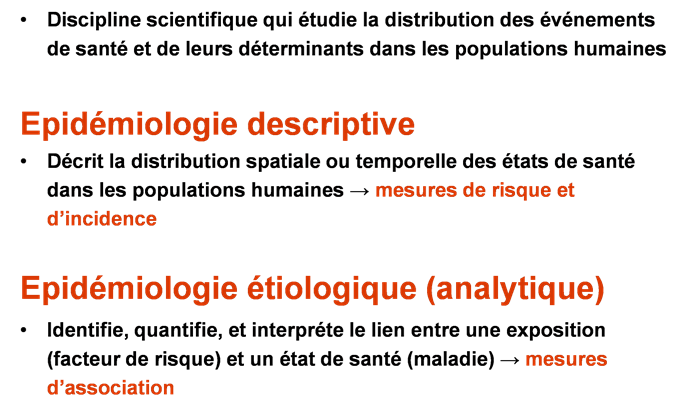 • Discipline scientifique qui étudie la distribution des événements
de santé et de leurs déterminants dans les populations humaines
Epidémiologie descriptive
• Décrit la distribution spatiale ou temporelle des états de santé
dans les populations humaines → mesures de risque et
d’incidence
Epidémiologie étiologique (analytique)
• Identifie, quantifie, et interpréte le lien entre une exposition
(facteur de risque) et un état de santé (maladie) → mesures
d’association